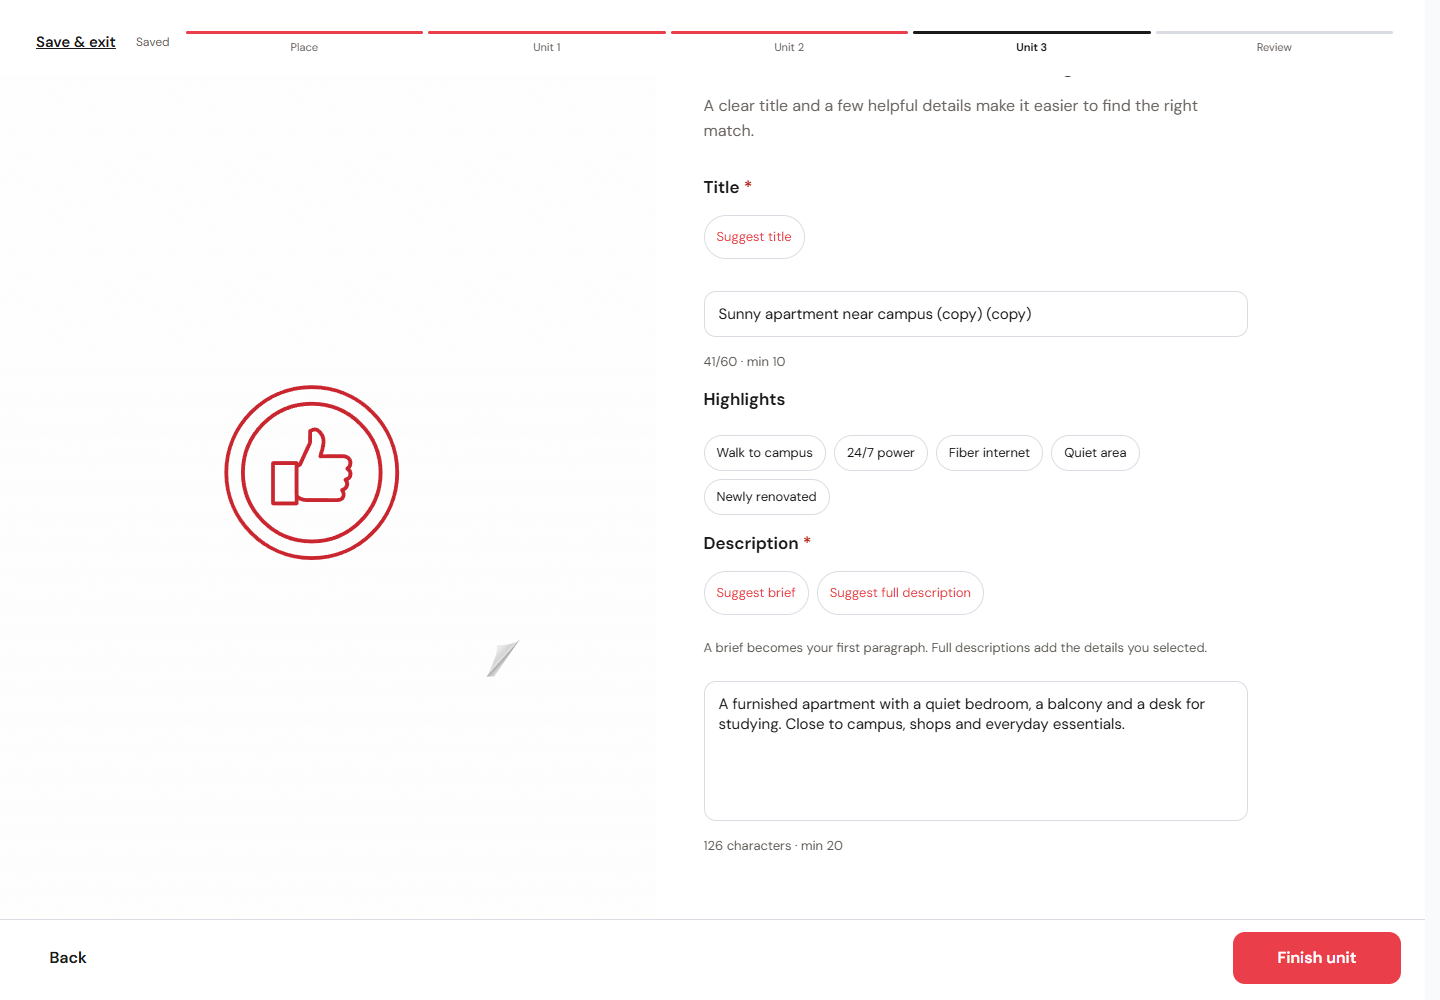 Save & exit
Saved
Place
Unit 1
Unit 2
Unit 3
Review
A clear title and a few helpful details make it easier to find the right
match.
Title *
Suggest title
Sunny apartment near campus (copy) (copy)
41/60 · min 10
Highlights
Walk to campus
24/7 power
Fiber internet
Quiet area
Newly renovated
Description *
Suggest brief
Suggest full description
A brief becomes your first paragraph. Full descriptions add the details you selected.
A furnished apartment with a quiet bedroom, a balcony and a desk for
studying. Close to campus, shops and everyday essentials.
126 characters · min 20
Back
Finish unit